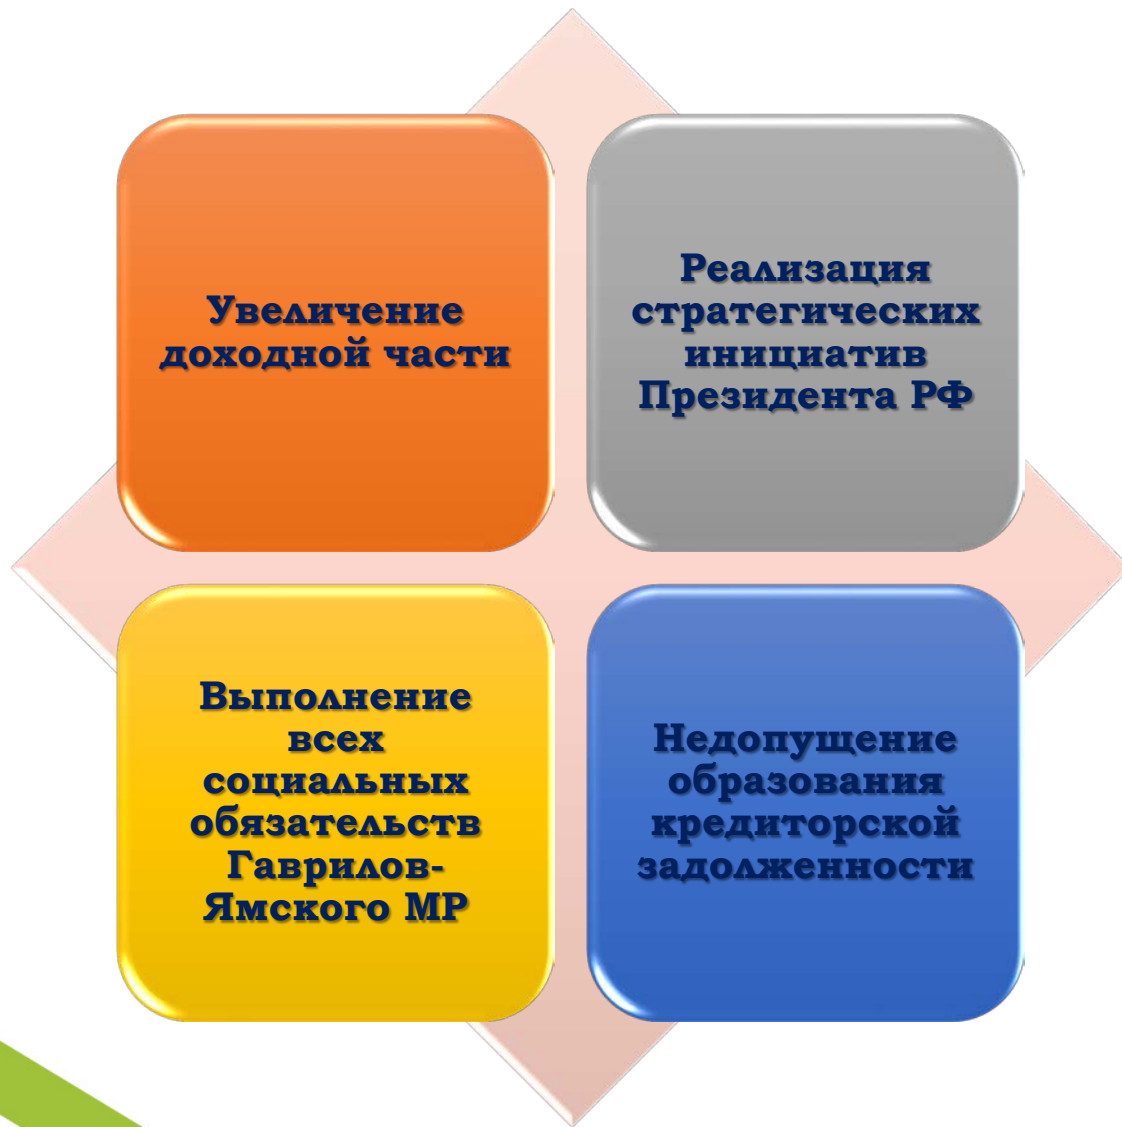 Увеличение
доходной части
Реализация
стратегических
инициатив
Президента РФ
Выполнение
всех
социальных
обязательств
Гаврилов-
Ямского МР
Недопущение
образования
кредиторской
задолженности